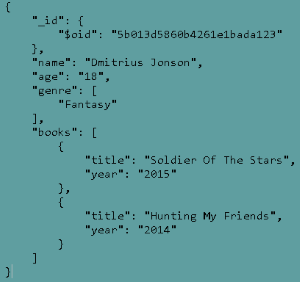 {
    "_id": {
        "$oid": "5b013d5860b4261e1bada123"
    },
    "name": "Dmitrius Jonson",
    "age": "18",
    "genre": [
        "Fantasy"
    ],
    "books": [
        {
            "title": "Soldier Of The Stars",
            "year": "2015"
        },
        {
            "title": "Hunting My Friends",
            "year": "2014"
        }
    ]
}